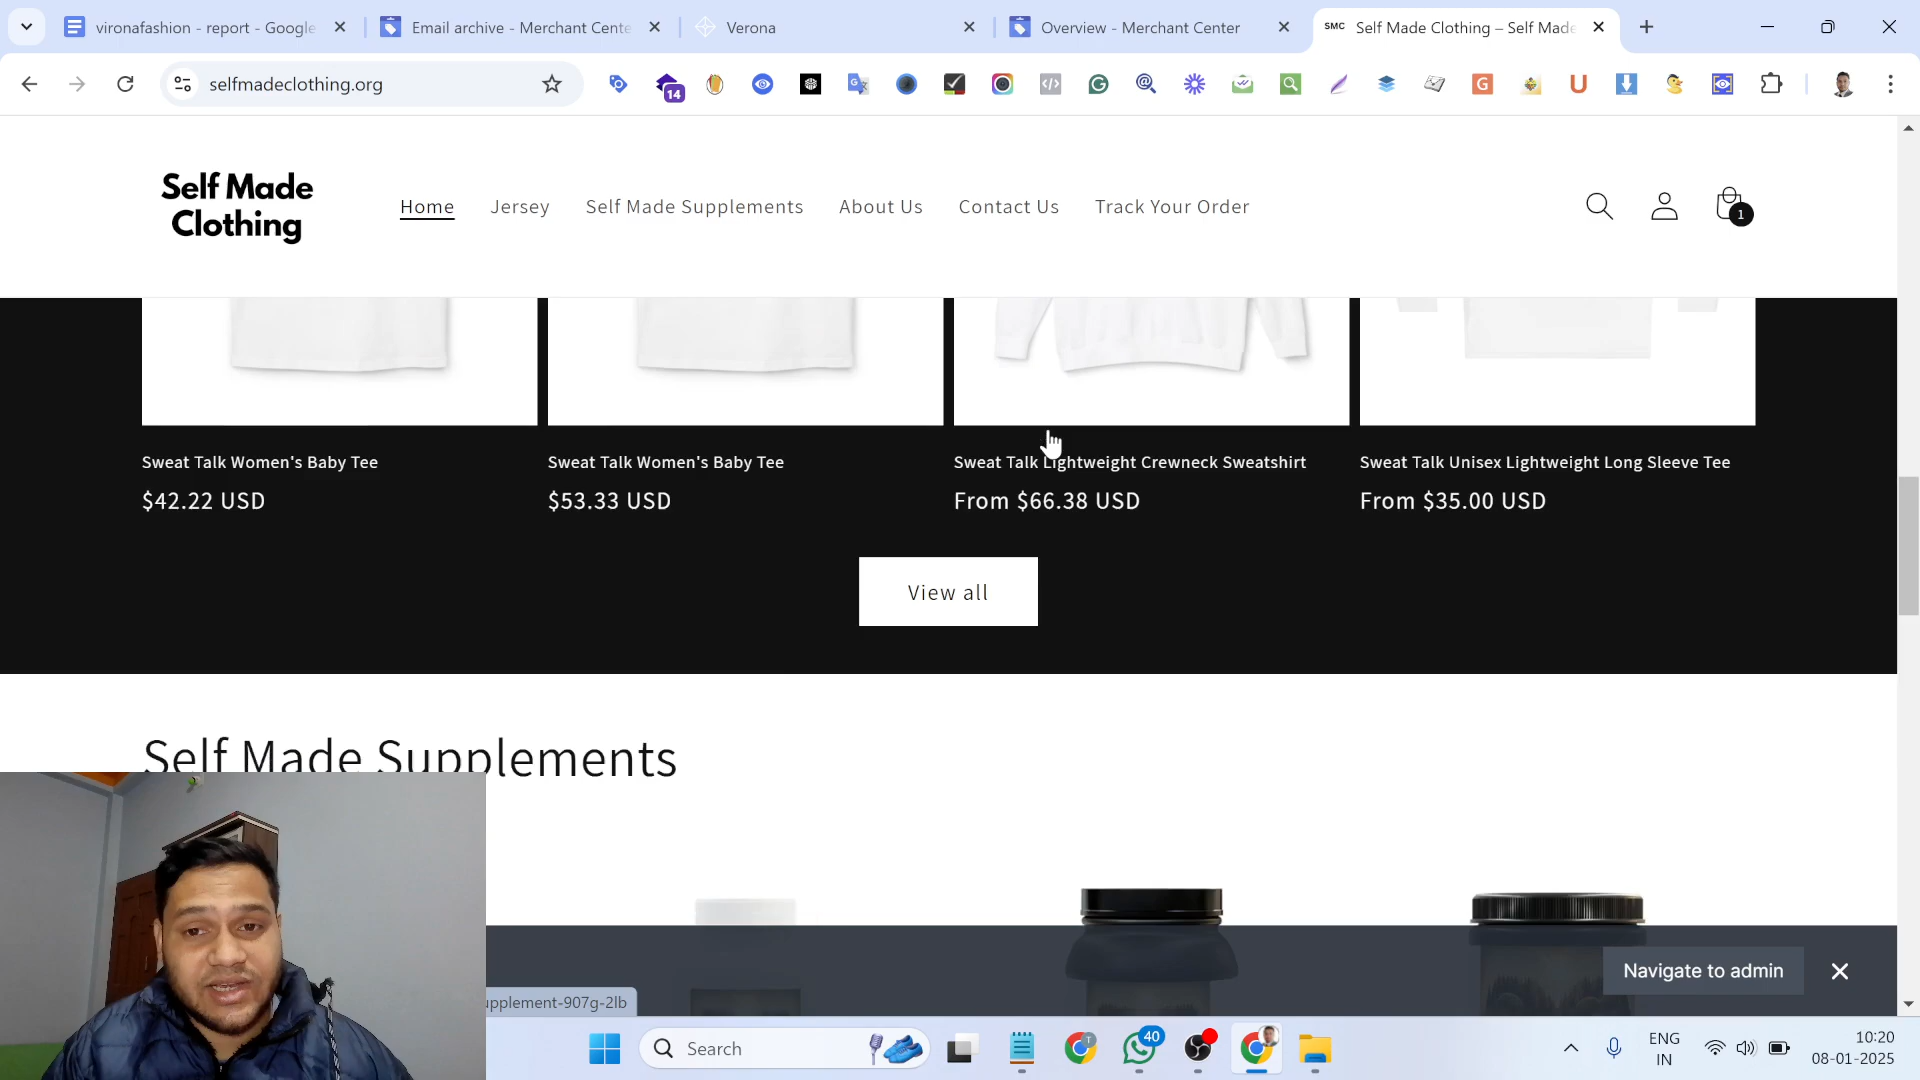 vironafashion - report - Google
Email archive - Merchant Cente
Verona
Overview - Merchant Center
SMC Self Made Clothing – Self Made
selfmadeclothing.org
14
Self Made
Clothing
Home
Jersey
Self Made Supplements
About Us
Contact Us
Track Your Order
1
Sweat Talk Women's Baby Tee
$42.22 USD
Sweat Talk Women's Baby Tee
$53.33 USD
Sweat Talk Lightweight Crewneck Sweatshirt
From $66.38 USD
Sweat Talk Unisex Lightweight Long Sleeve Tee
From $35.00 USD
View all
Self Made Supplements
Navigate to admin
upplement-907g-2lb
Search
T
40
ENG
IN
10:20
08-01-2025